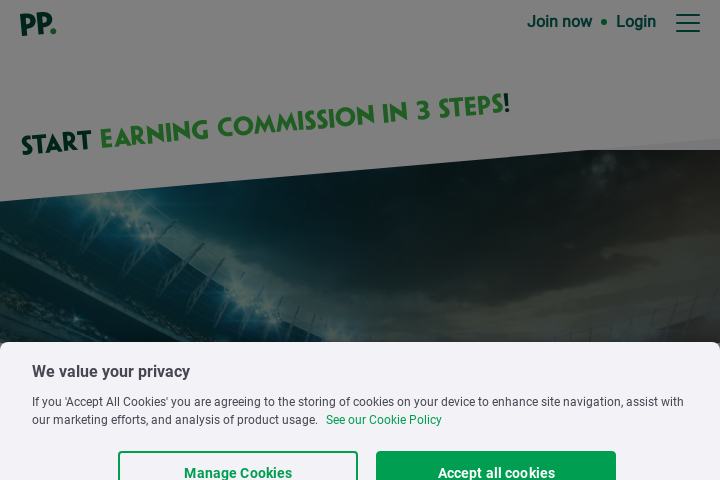 PP.
Join now • Login
START EARNING COMMISSION IN 3 STEPS!
We value your privacy
If you 'Accept All Cookies' you are agreeing to the storing of cookies on your device to enhance site navigation, assist with
our marketing efforts, and analysis of product usage. See our Cookie Policy
Manage Cookies
Accept all cookies